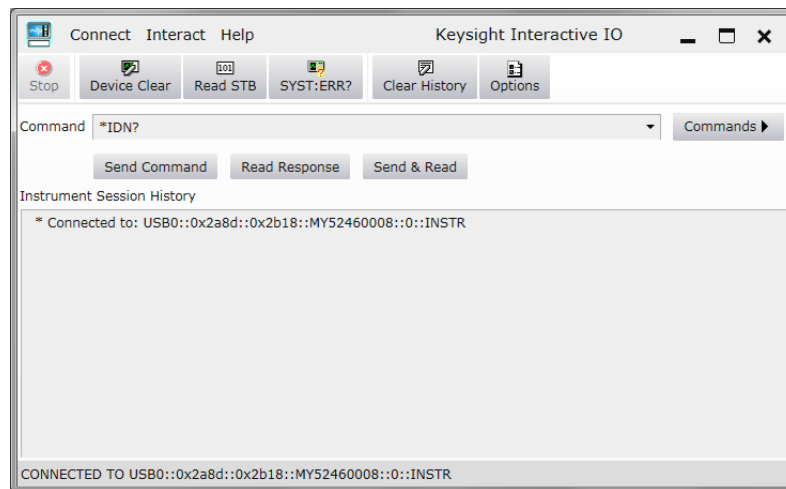 Connect Interact Help Keysight Interactive IO
Stop Device Clear Read STB SYST:ERR? Clear History Options
Command *IDN? Commands
Send Command Read Response Send & Read
Instrument Session History
* Connected to: USB0::0x2a8d::0x2b18::MY52460008::0::INSTR
CONNECTED TO USB0::0x2a8d::0x2b18::MY52460008::0::INSTR